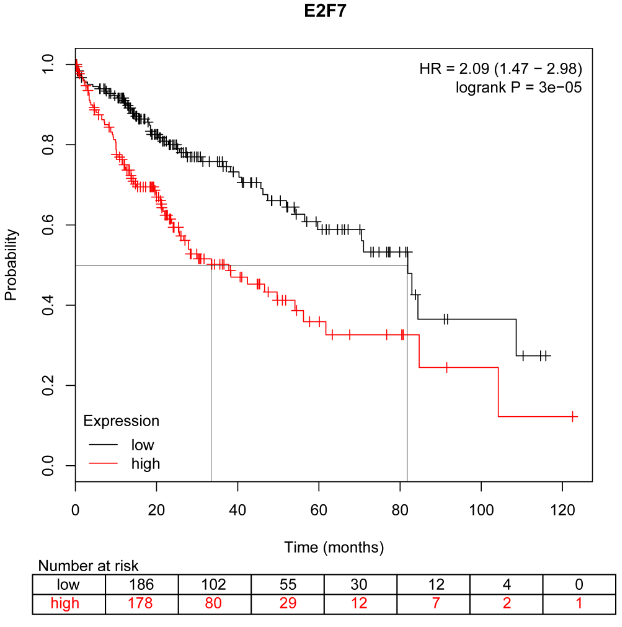 E2F7
HR = 2.09 (1.47 − 2.98)
logrank P = 3e−05
Probability
1.0
0.8
0.6
0.4
0.2
0.0
Expression
low
high
0 20 40 60 80 100 120
Time (months)
Number at risk
low 186 102 55 30 12 4 0
high 178 80 29 12 7 2 1